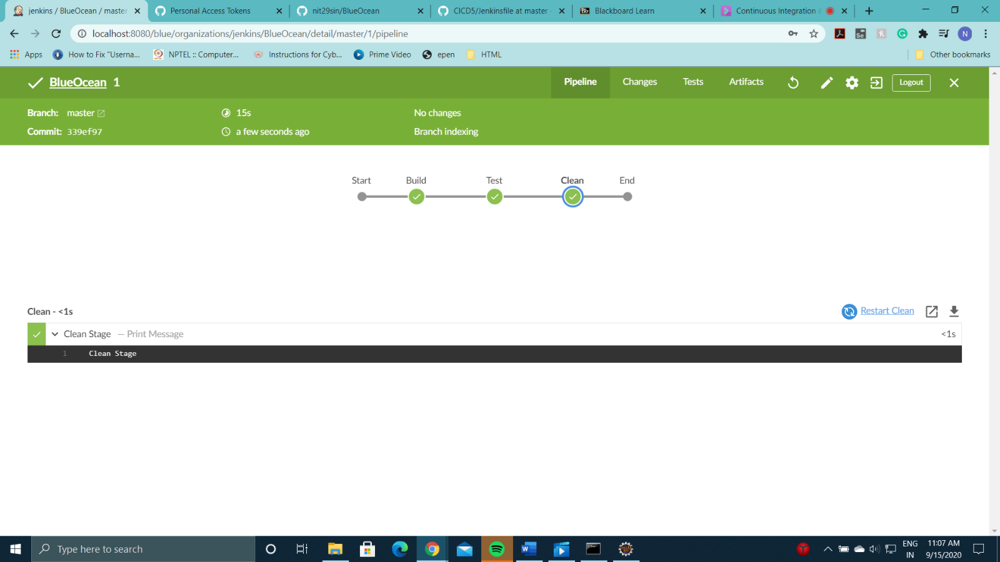 jenkins / BlueOcean / master
Personal Access Tokens
nit29sin/BlueOcean
CICD5/Jenkinsfile at master
Bb Blackboard Learn
Continuous Integration
localhost:8080/blue/organizations/jenkins/BlueOcean/detail/master/1/pipeline
Se
N
Apps
How to Fix "Userna...
NPTEL :: Computer...
Instructions for Cyb...
Prime Video
epen
HTML
Other bookmarks
BlueOcean 1
Pipeline
Changes
Tests
Artifacts
Logout
Branch: master
15s
No changes
Commit: 339ef97
a few seconds ago
Branch indexing
Start
Build
Test
Clean
End
Clean - <1s
Restart Clean
Clean Stage — Print Message
<1s
1 Clean Stage
Type here to search
ENG
IN
11:07 AM
9/15/2020